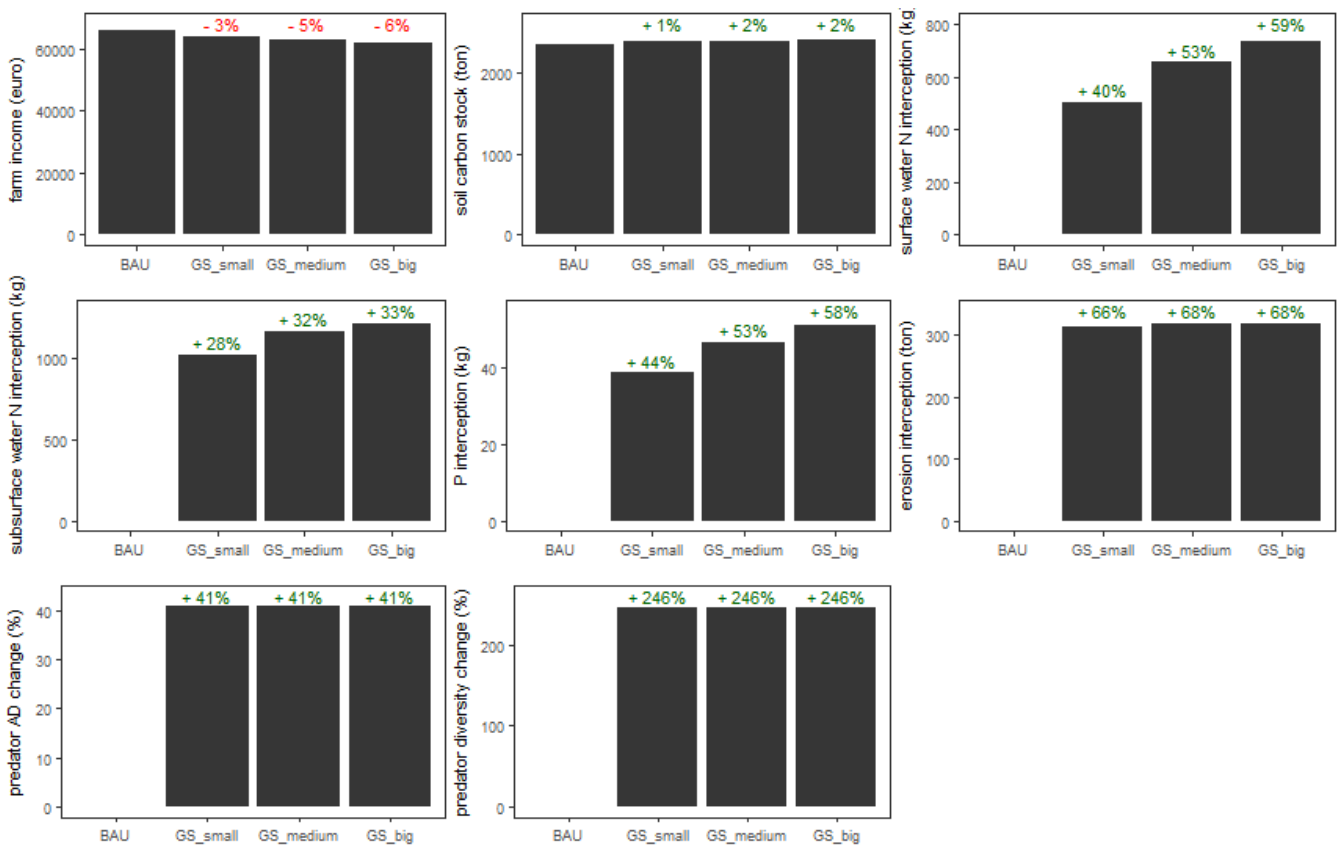 farm income (euro)
60000
40000
20000
0
- 3%
- 5%
- 6%
BAU
GS_small
GS_medium
GS_big
soil carbon stock (ton)
2000
1000
0
+ 1%
+ 2%
+ 2%
BAU
GS_small
GS_medium
GS_big
surface water N interception (kg)
800
600
400
200
0
+ 40%
+ 53%
+ 59%
BAU
GS_small
GS_medium
GS_big
subsurface water N interception (kg)
1000
500
0
+ 28%
+ 32%
+ 33%
BAU
GS_small
GS_medium
GS_big
P interception (kg)
40
20
0
+ 44%
+ 53%
+ 58%
BAU
GS_small
GS_medium
GS_big
erosion interception (ton)
300
200
100
0
+ 66%
+ 68%
+ 68%
BAU
GS_small
GS_medium
GS_big
predator AD change (%)
40
30
20
10
0
+ 41%
+ 41%
+ 41%
BAU
GS_small
GS_medium
GS_big
predator diversity change (%)
200
100
0
+ 246%
+ 246%
+ 246%
BAU
GS_small
GS_medium
GS_big